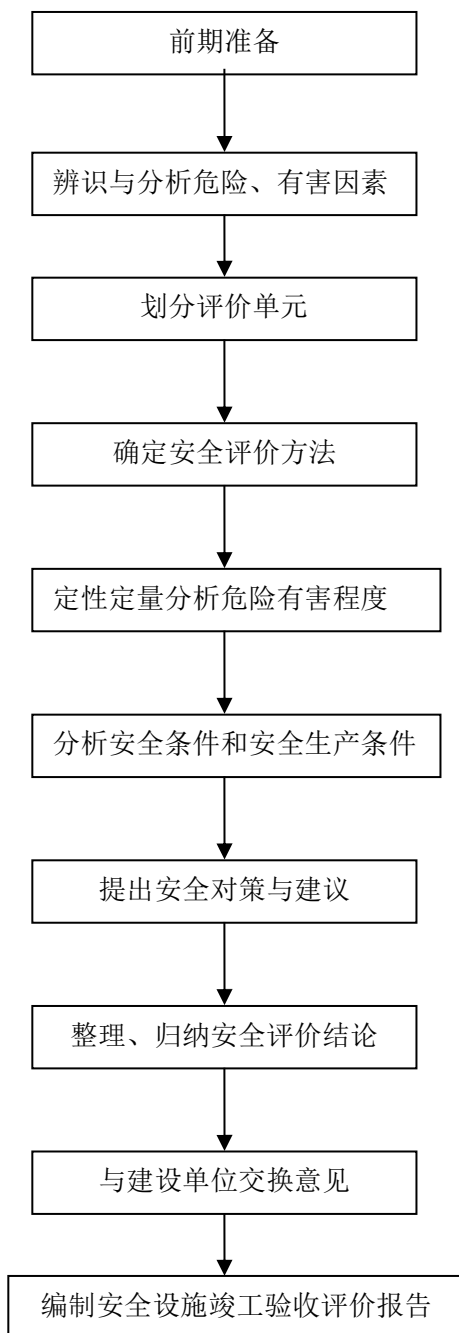 前期准备
辨识与分析危险、有害因素
划分评价单元
确定安全评价方法
定性定量分析危险有害程度
分析安全条件和安全生产条件
提出安全对策与建议
整理、归纳安全评价结论
与建设单位交换意见
编制安全设施竣工验收评价报告